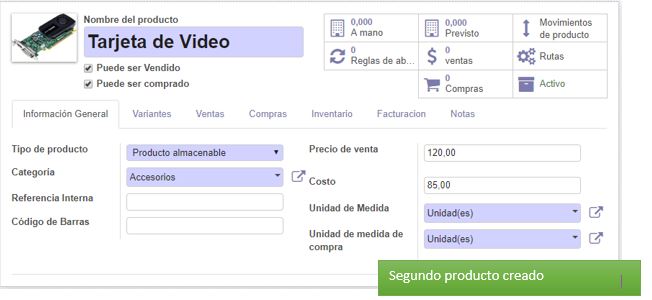 Nombre del producto
Tarjeta de Video
Puede ser Vendido
Puede ser comprado
0,000
A mano
0,000
Previsto
Movimientos
de producto
0
Reglas de ab...
0
ventas
Rutas
0
Compras
Activo
Información General Variantes Ventas Compras Inventario Facturacion Notas
Tipo de producto Producto almacenable
Categoría Accesorios
Referencia Interna
Código de Barras
Precio de venta 120,00
Costo 85,00
Unidad de Medida Unidad(es)
Unidad de medida de
compra Unidad(es)
Segundo producto creado